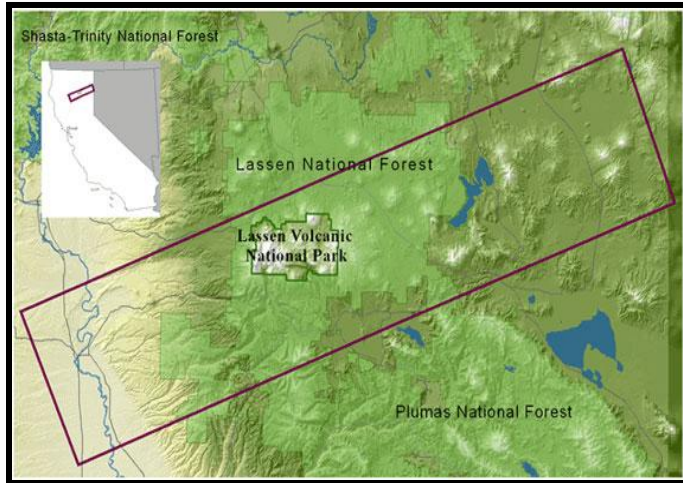 Shasta-Trinity National Forest
Lassen National Forest
Lassen Volcanic
National Park
Plumas National Forest